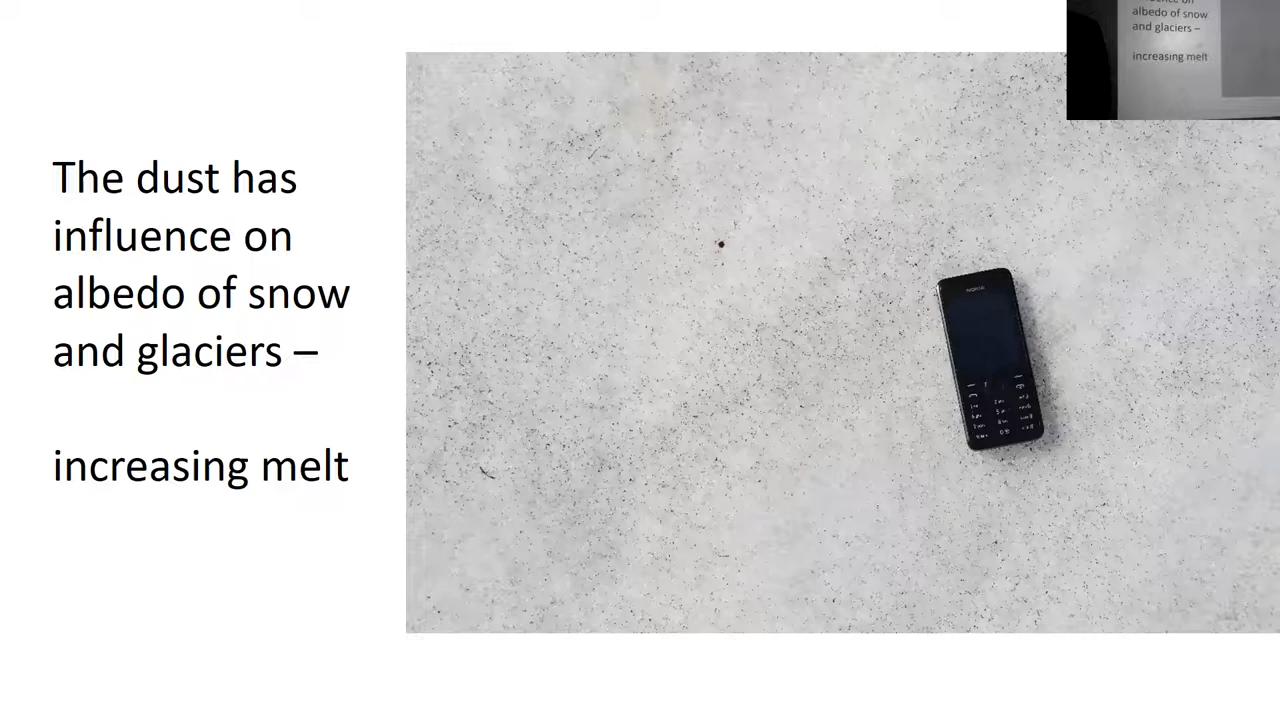 The dust has
influence on
albedo of snow
and glaciers –
increasing melt
NOKIA
albedo of snow
and glaciers –
increasing melt